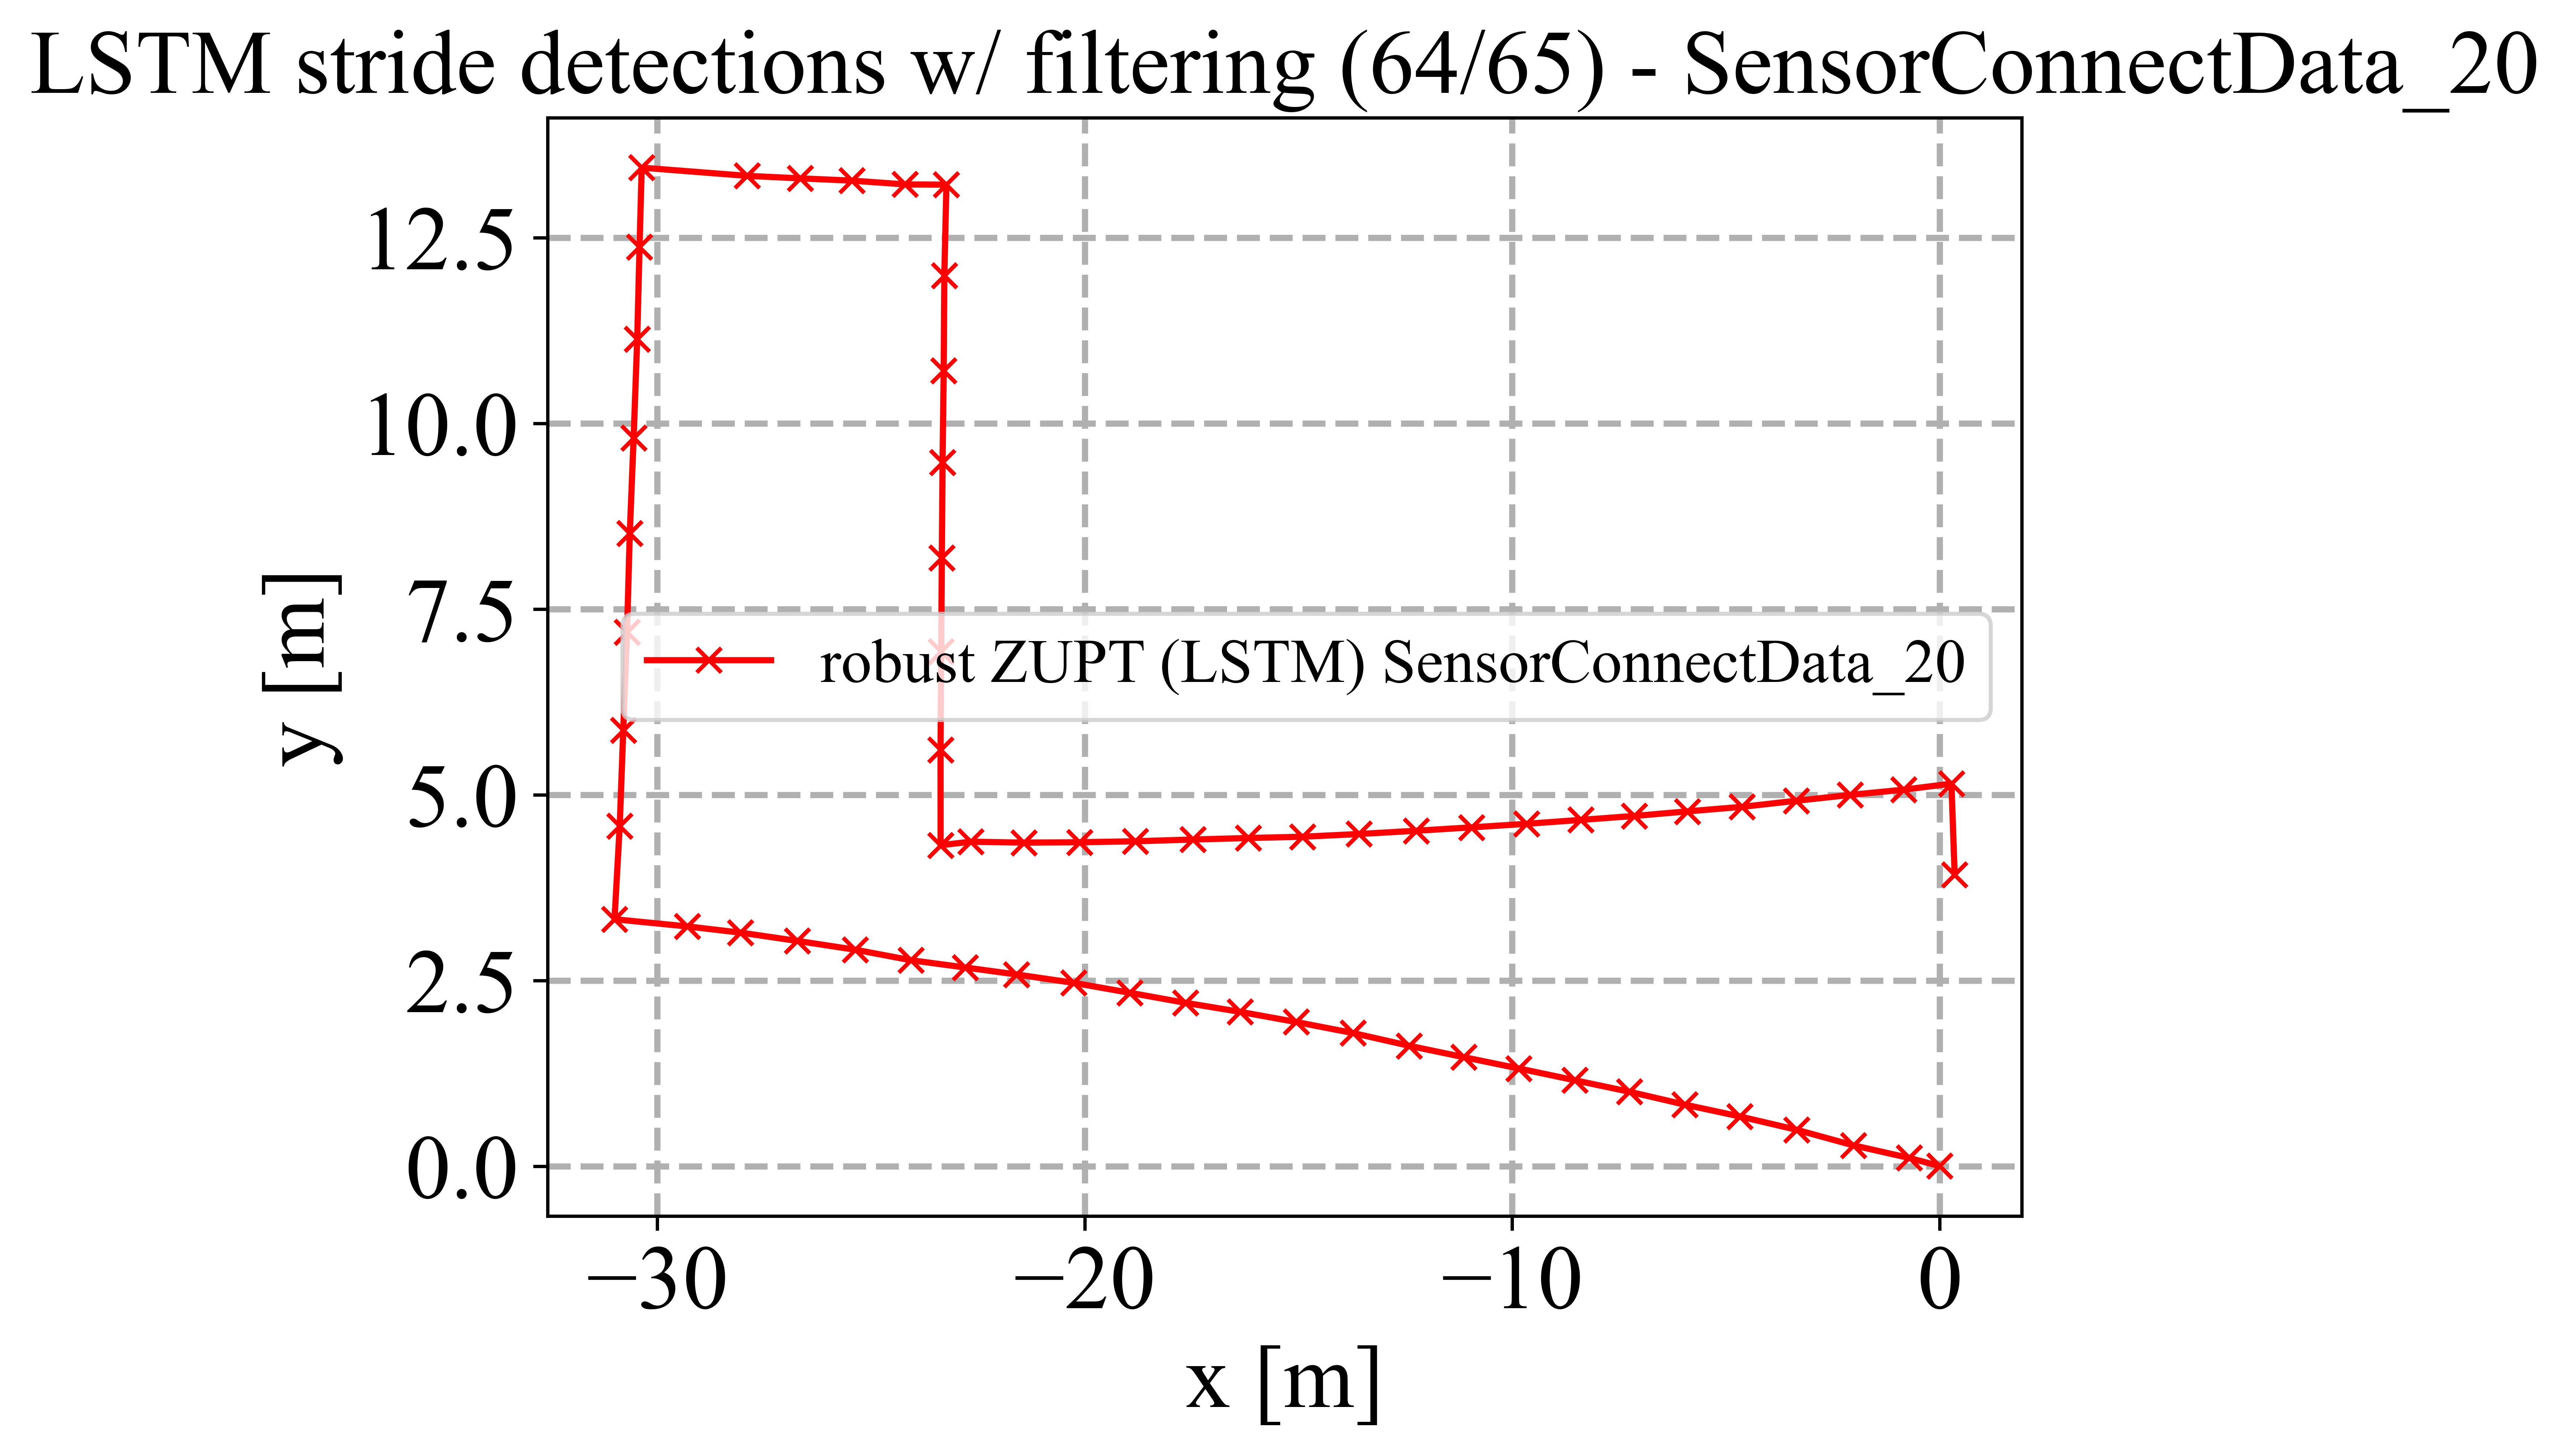 LSTM stride detections w/ filtering (64/65) - SensorConnectData_20
y [m]
12.5
10.0
7.5
5.0
2.5
0.0
robust ZUPT (LSTM) SensorConnectData_20
−30 −20 −10 0
x [m]